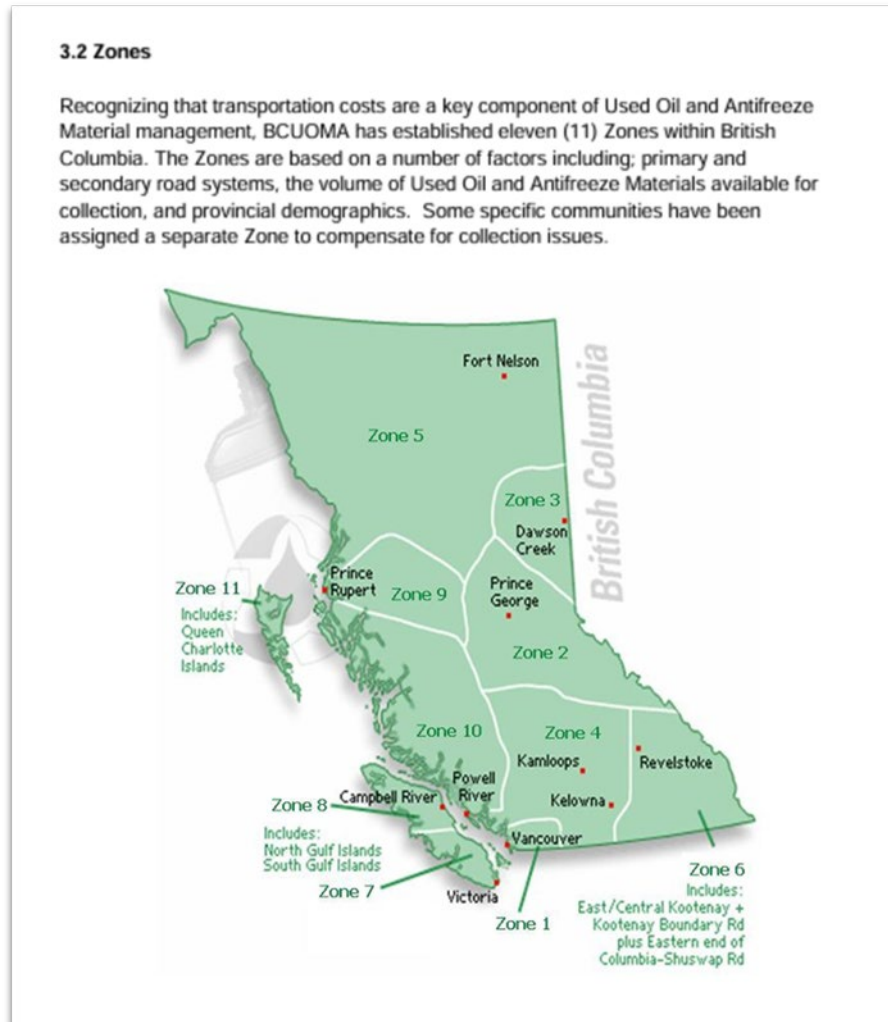 3.2 Zones
Recognizing that transportation costs are a key component of Used Oil and Antifreeze
Material management, BCUOMA has established eleven (11) Zones within British
Columbia. The Zones are based on a number of factors including; primary and
secondary road systems, the volume of Used Oil and Antifreeze Materials available for
collection, and provincial demographics.  Some specific communities have been
assigned a separate Zone to compensate for collection issues.
Fort Nelson
British Columbia
Zone 5
Zone 3
Dawson
Creek
Prince
Rupert
Zone 9
Prince
George
Zone 11
Includes:
Queen
Charlotte
Islands
Zone 2
Zone 10
Zone 4
Kamloops
Revelstoke
Powell
River
Campbell River
Kelowna
Zone 8
Includes:
North Gulf Islands
South Gulf Islands
Vancouver
Zone 7
Victoria
Zone 1
Zone 6
Includes:
East/Central Kootenay +
Kootenay Boundary Rd
plus Eastern end of
Columbia-Shuswap Rd